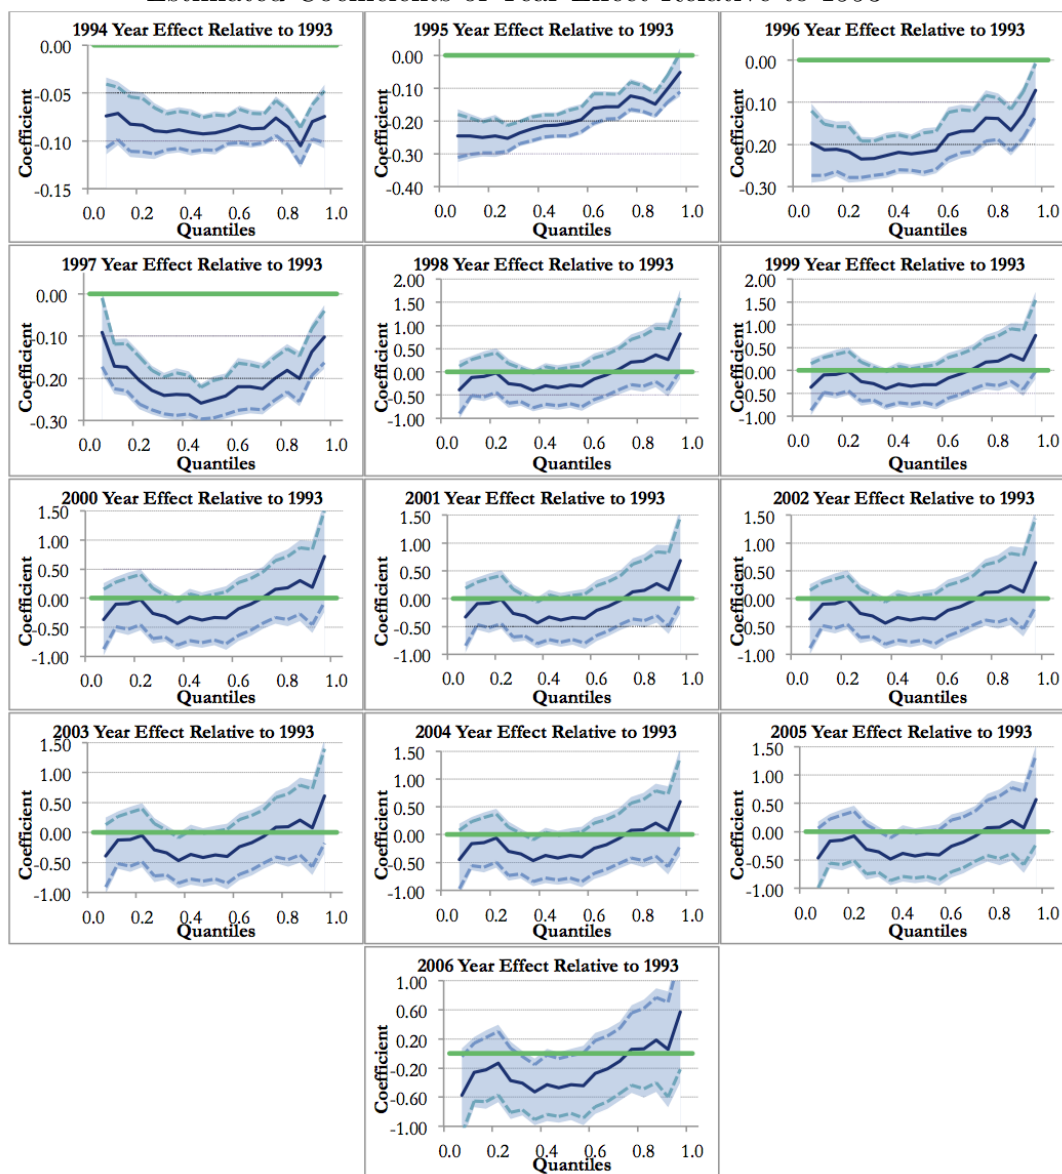 Estimated Coefficients of Year Effect Relative to 1993
1994 Year Effect Relative to 1993
0.00
-0.05
-0.10
-0.15
Coefficient
0.0 0.2 0.4 0.6 0.8 1.0
Quantiles
1995 Year Effect Relative to 1993
0.00
-0.10
-0.20
-0.30
-0.40
Coefficient
0.0 0.2 0.4 0.6 0.8 1.0
Quantiles
1996 Year Effect Relative to 1993
0.00
-0.10
-0.20
-0.30
Coefficient
0.0 0.2 0.4 0.6 0.8 1.0
Quantiles
1997 Year Effect Relative to 1993
0.00
-0.10
-0.20
-0.30
Coefficient
0.0 0.2 0.4 0.6 0.8 1.0
Quantiles
1998 Year Effect Relative to 1993
2.00
1.50
1.00
0.50
0.00
-0.50
-1.00
Coefficient
0.0 0.2 0.4 0.6 0.8 1.0
Quantiles
1999 Year Effect Relative to 1993
2.00
1.50
1.00
0.50
0.00
-0.50
-1.00
Coefficient
0.0 0.2 0.4 0.6 0.8 1.0
Quantiles
2000 Year Effect Relative to 1993
1.50
1.00
0.50
0.00
-0.50
-1.00
Coefficient
0.0 0.2 0.4 0.6 0.8 1.0
Quantiles
2001 Year Effect Relative to 1993
1.50
1.00
0.50
0.00
-0.50
-1.00
Coefficient
0.0 0.2 0.4 0.6 0.8 1.0
Quantiles
2002 Year Effect Relative to 1993
1.50
1.00
0.50
0.00
-0.50
-1.00
Coefficient
0.0 0.2 0.4 0.6 0.8 1.0
Quantiles
2003 Year Effect Relative to 1993
1.50
1.00
0.50
0.00
-0.50
-1.00
Coefficient
0.0 0.2 0.4 0.6 0.8 1.0
Quantiles
2004 Year Effect Relative to 1993
1.50
1.00
0.50
0.00
-0.50
-1.00
Coefficient
0.0 0.2 0.4 0.6 0.8 1.0
Quantiles
2005 Year Effect Relative to 1993
1.50
1.00
0.50
0.00
-0.50
-1.00
Coefficient
0.0 0.2 0.4 0.6 0.8 1.0
Quantiles
2006 Year Effect Relative to 1993
1.00
0.60
0.20
-0.20
-0.60
-1.00
Coefficient
0.0 0.2 0.4 0.6 0.8 1.0
Quantiles